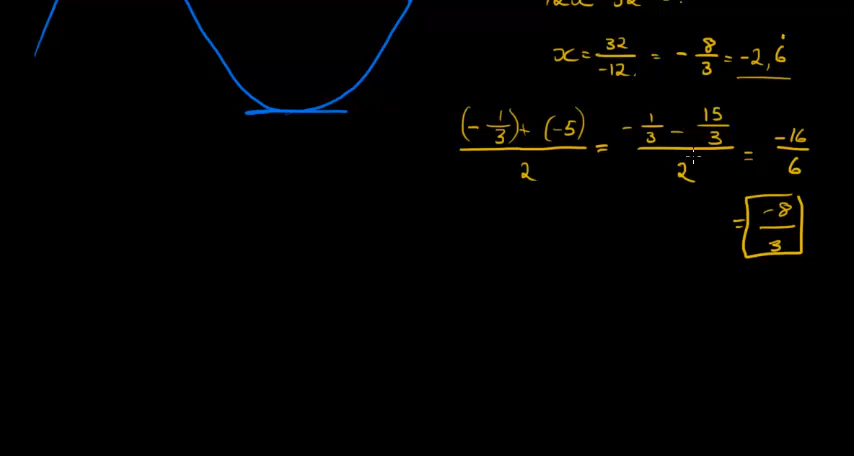 x = 32/-12 = - 8/3 = -2,6̇
((- 1/3) + (-5))/2 = (- 1/3 - 15/3)/2 = -16/6
= -8/3